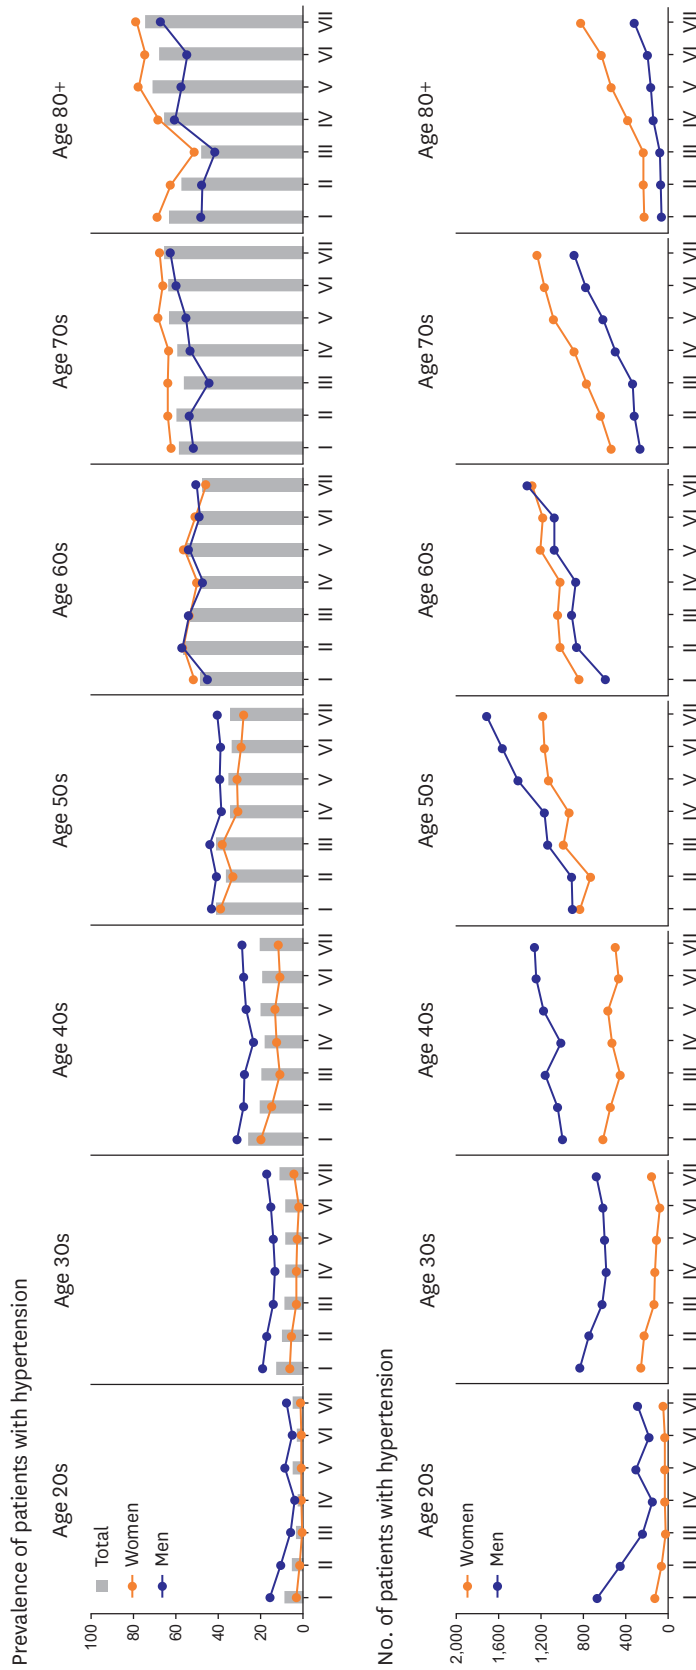 Prevalence of patients with hypertension
Age 20s
Age 30s
Age 40s
Age 50s
Age 60s
Age 70s
Age 80+
100
80
60
40
20
0
Total
Women
Men
I II III IV V VI VII
I II III IV V VI VII
I II III IV V VI VII
I II III IV V VI VII
I II III IV V VI VII
I II III IV V VI VII
I II III IV V VI VII
No. of patients with hypertension
Age 20s
Age 30s
Age 40s
Age 50s
Age 60s
Age 70s
Age 80+
2,000
1,600
1,200
800
400
0
Women
Men
I II III IV V VI VII
I II III IV V VI VII
I II III IV V VI VII
I II III IV V VI VII
I II III IV V VI VII
I II III IV V VI VII
I II III IV V VI VII